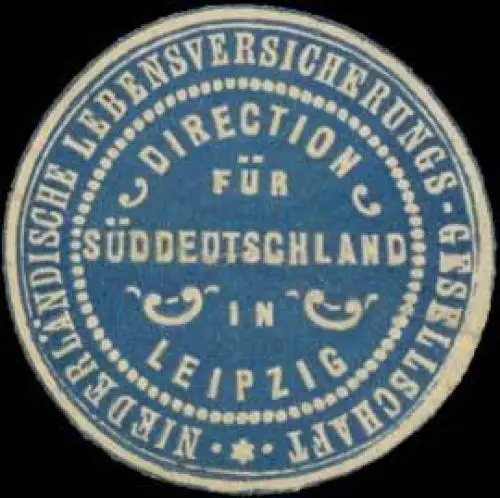 NIEDERLÄNDISCHE LEBENSVERSICHERUNGS-GESELLSCHAFT
DIRECTION
FÜR
SÜDDEUTSCHLAND
IN
LEIPZIG